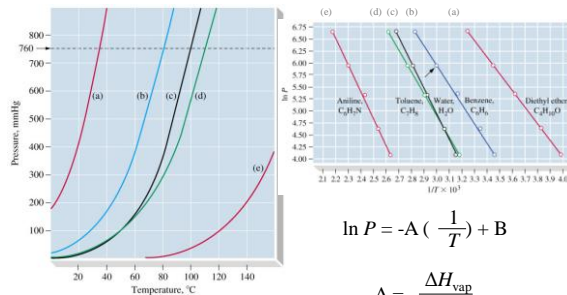 800
760
700
600
500
400
300
200
100
Pressure, mmHg
(a)
(b)
(c)
(d)
(e)
20 40 60 80 100 120 140
Temperature, °C
(e) (d) (c) (b) (a)
6.75
6.50
6.25
6.00
5.75
5.50
5.25
5.00
4.75
4.50
4.25
4.00
ln P
Aniline,
C₆H₇N
Toluene,
C₇H₈
Water,
H₂O
Benzene,
C₆H₆
Diethyl ether
C₄H₁₀O
2.1 2.2 2.3 2.4 2.5 2.6 2.7 2.8 2.9 3.0 3.1 3.2 3.3 3.4 3.5 3.6 3.7 3.8 3.9 4.0
1/T × 10³
ln P = -A ( 1/T ) + B
A = ΔHvap